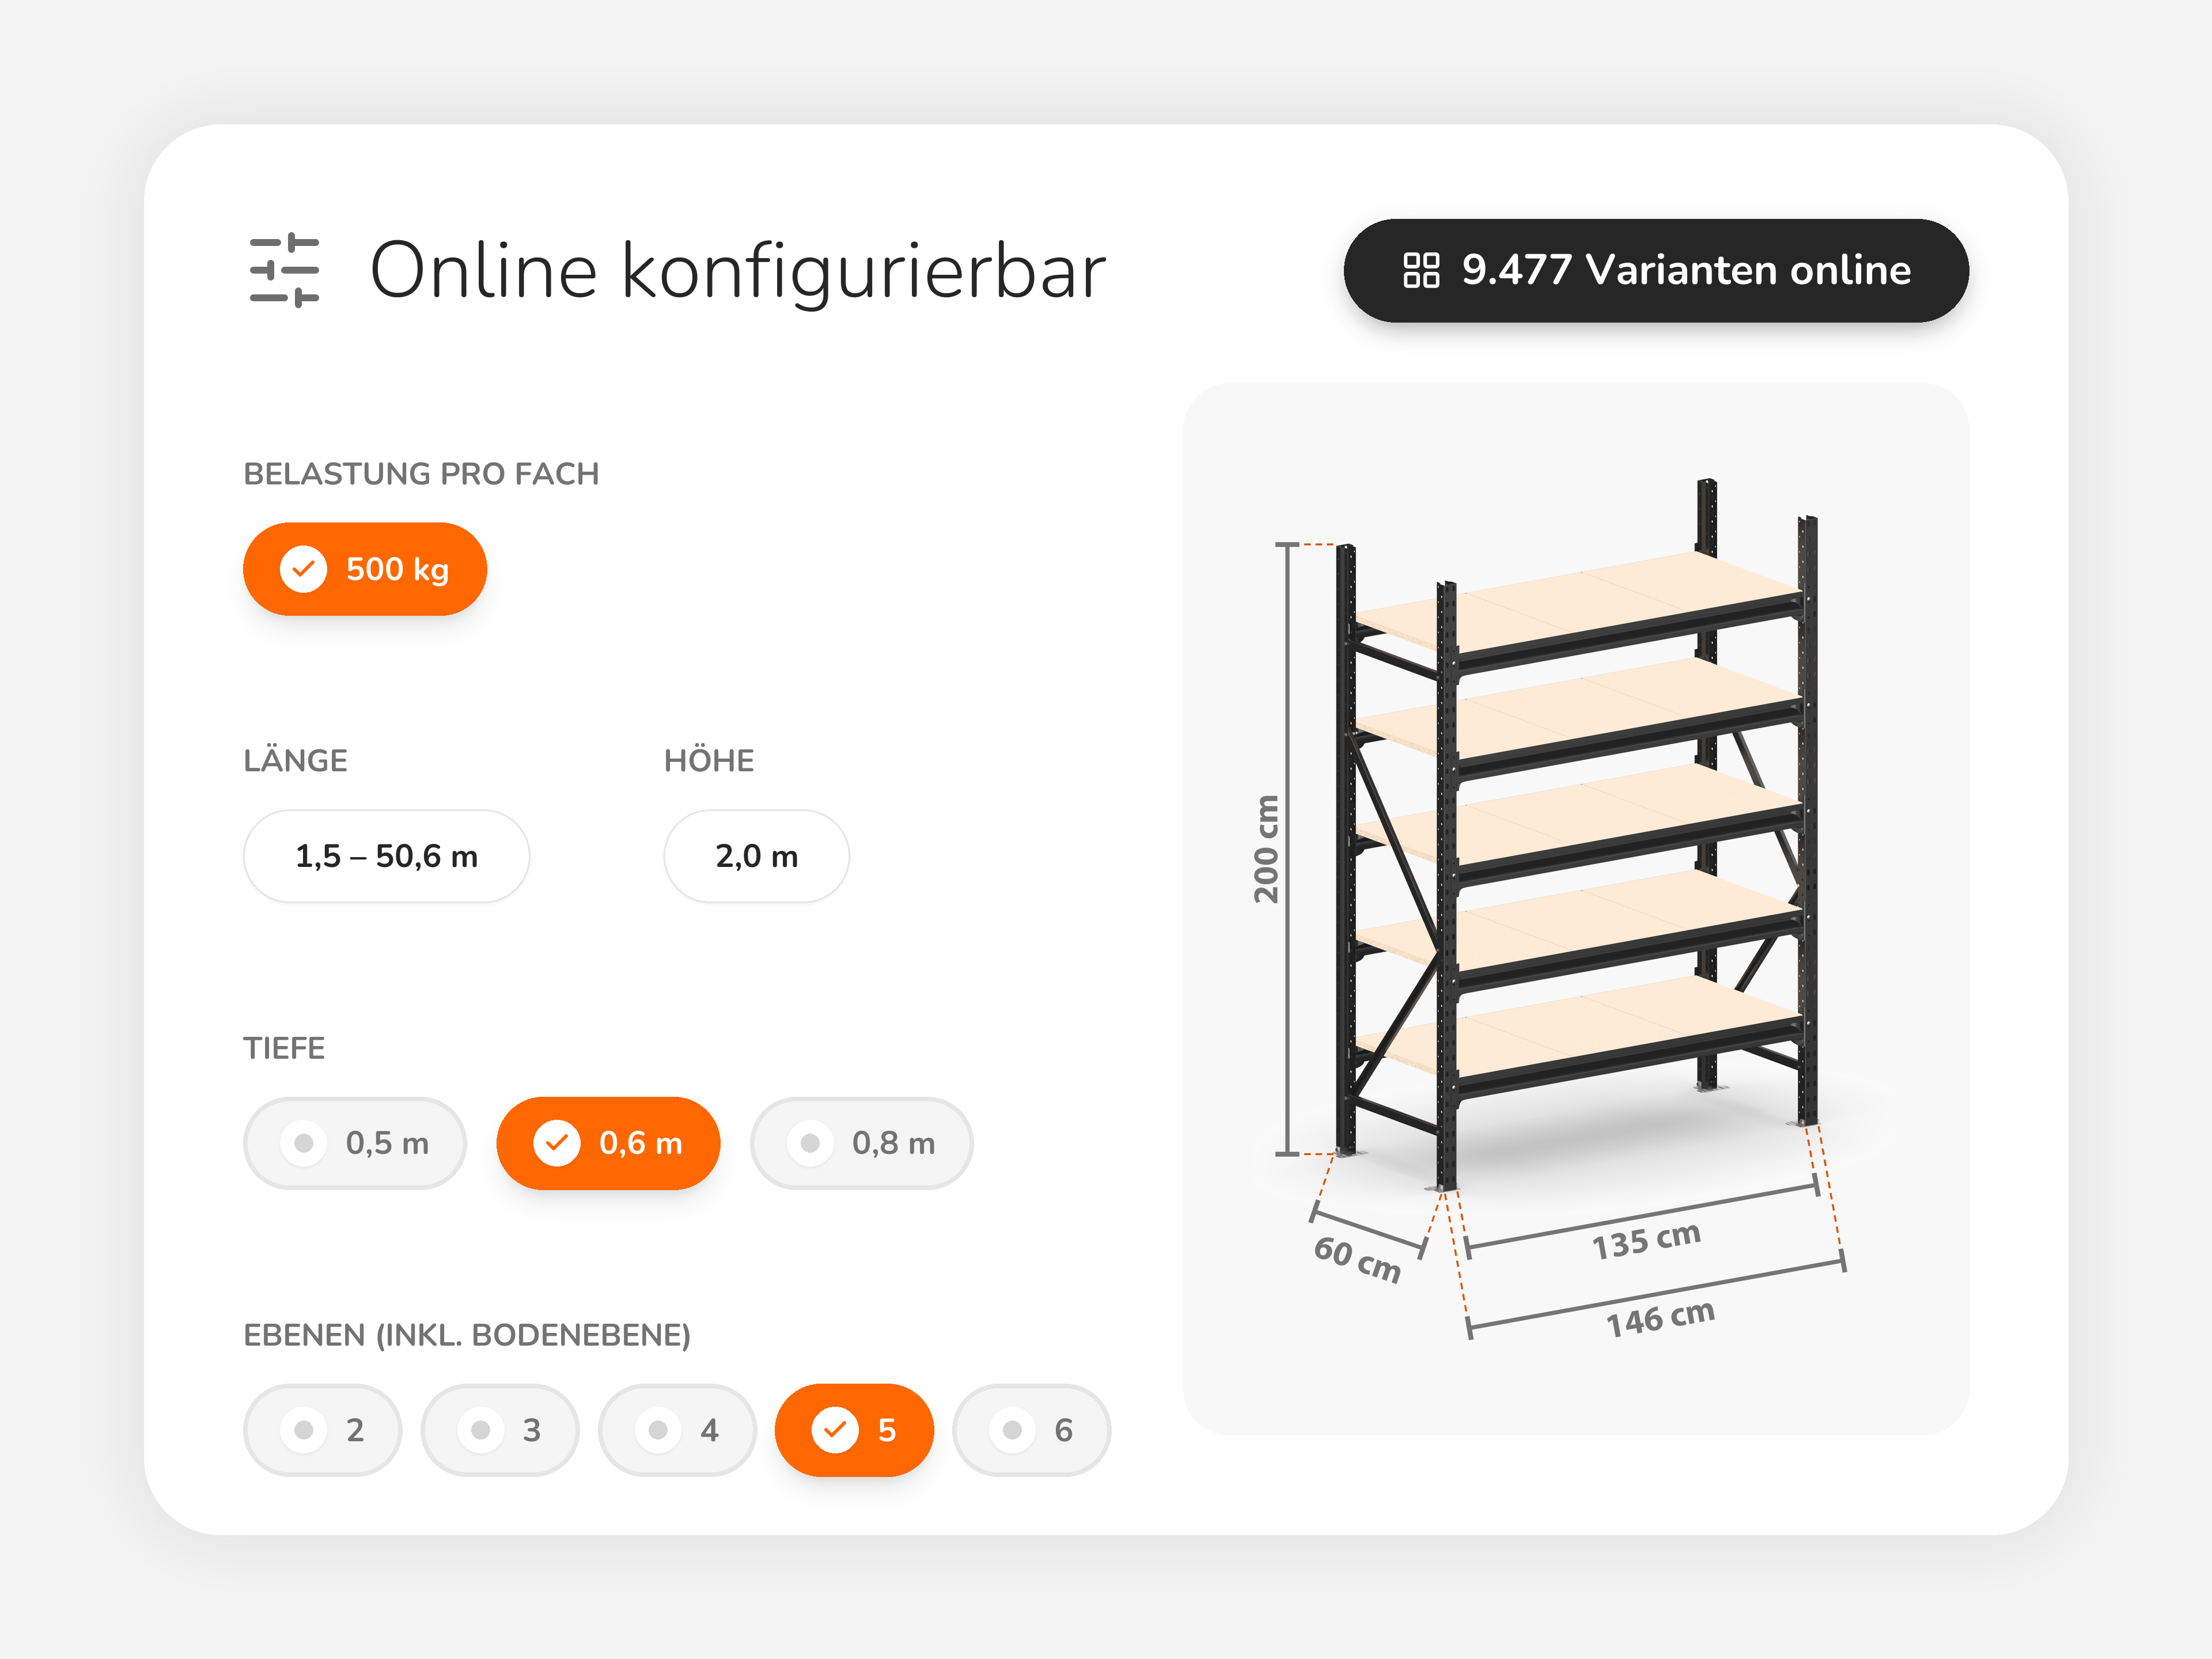 Online konfigurierbar
9.477 Varianten online
BELASTUNG PRO FACH
500 kg
LÄNGE
HÖHE
1,5 – 50,6 m
2,0 m
TIEFE
0,5 m
0,6 m
0,8 m
EBENEN (INKL. BODENEBENE)
2
3
4
5
6
200 cm
60 cm
135 cm
146 cm